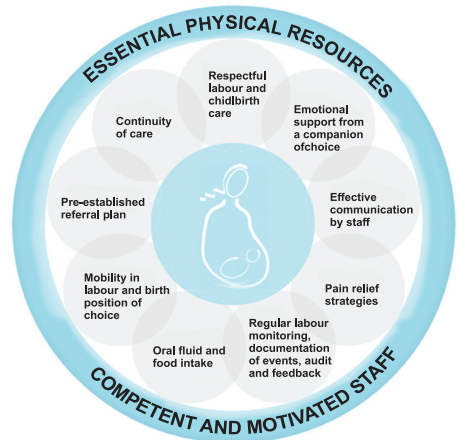 ESSENTIAL PHYSICAL RESOURCES
Respectful
labour and
chidbirth
care
Emotional
support from
a companion
ofchoice
Effective
communication
by staff
Pain relief
strategies
Regular labour
monitoring,
documentation
of events, audit
and feedback
Oral fluid and
food intake
Mobility in
labour and birth
position of
choice
Pre-established
referral plan
Continuity
of care
COMPETENT AND MOTIVATED STAFF